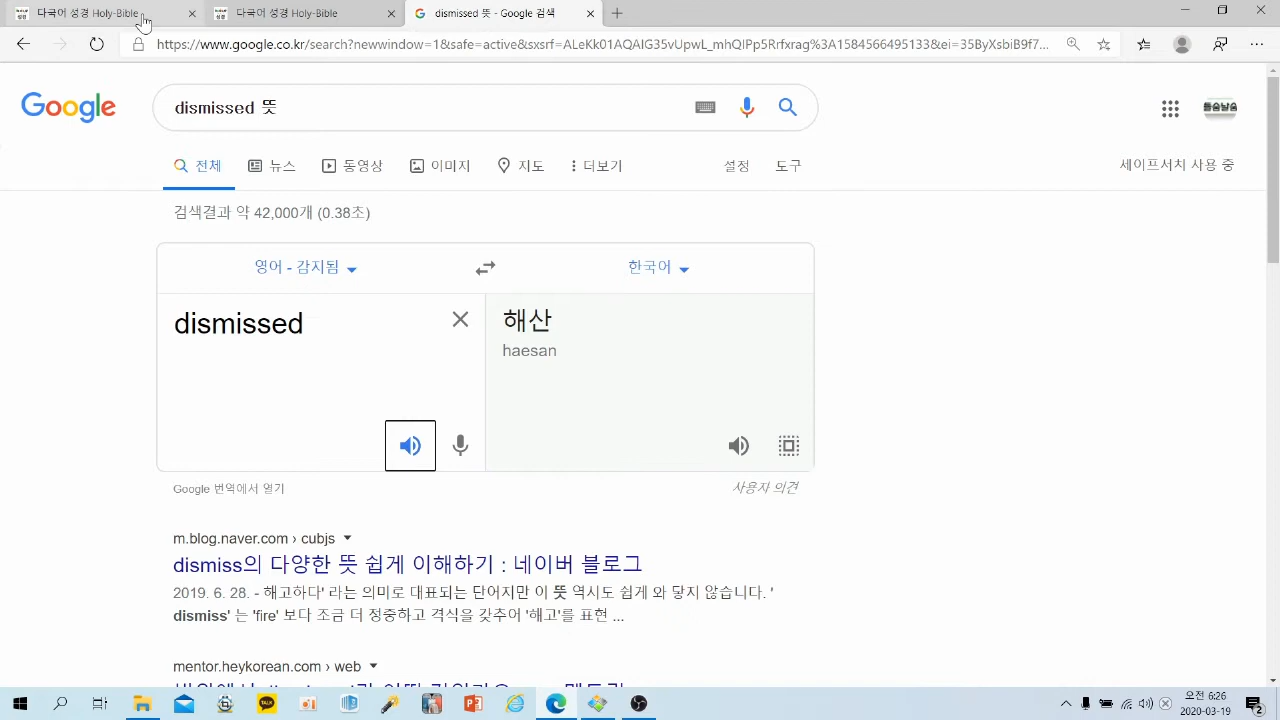 다국어 성경 Holy-Bible
다국어 성경 Holy-Bible
dismissed 뜻 - Google 검색
https://www.google.co.kr/search?newwindow=1&safe=active&sxsrf=ALeKk01AQAIG35vUpwL_mhQIPp5Rrfxrag%3A1584566495133&ei=35ByXsbiB9f7...
Google
dismissed 뜻
돌솜날솜
전체
뉴스
동영상
이미지
지도
더보기
설정
도구
세이프서치 사용 중
검색결과 약 42,000개 (0.38초)
영어 - 감지됨
한국어
dismissed
해산
haesan
Google 번역에서 열기
사용자 의견
m.blog.naver.com › cubjs
dismiss의 다양한 뜻 쉽게 이해하기 : 네이버 블로그
2019. 6. 28. - 해고하다' 라는 의미로 대표되는 단어지만 이 뜻 역시도 쉽게 와 닿지 않습니다. '
dismiss' 는 'fire' 보다 조금 더 정중하고 격식을 갖추어 '해고'를 표현 ...
mentor.heykorean.com › web
TALK
오전 6:26
2020-03-19
2